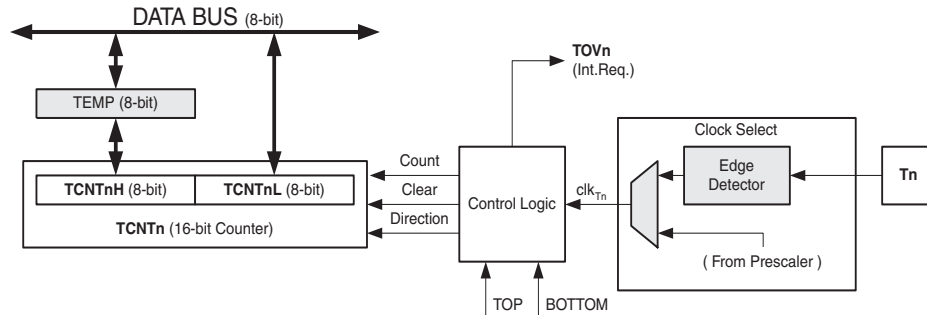 DATA BUS (8-bit)
TEMP (8-bit)
TCNTnH (8-bit)
TCNTnL (8-bit)
TCNTn (16-bit Counter)
Count
Clear
Direction
TOVn
(Int.Req.)
Control Logic
TOP
BOTTOM
clkTn
Clock Select
Edge
Detector
( From Prescaler )
Tn